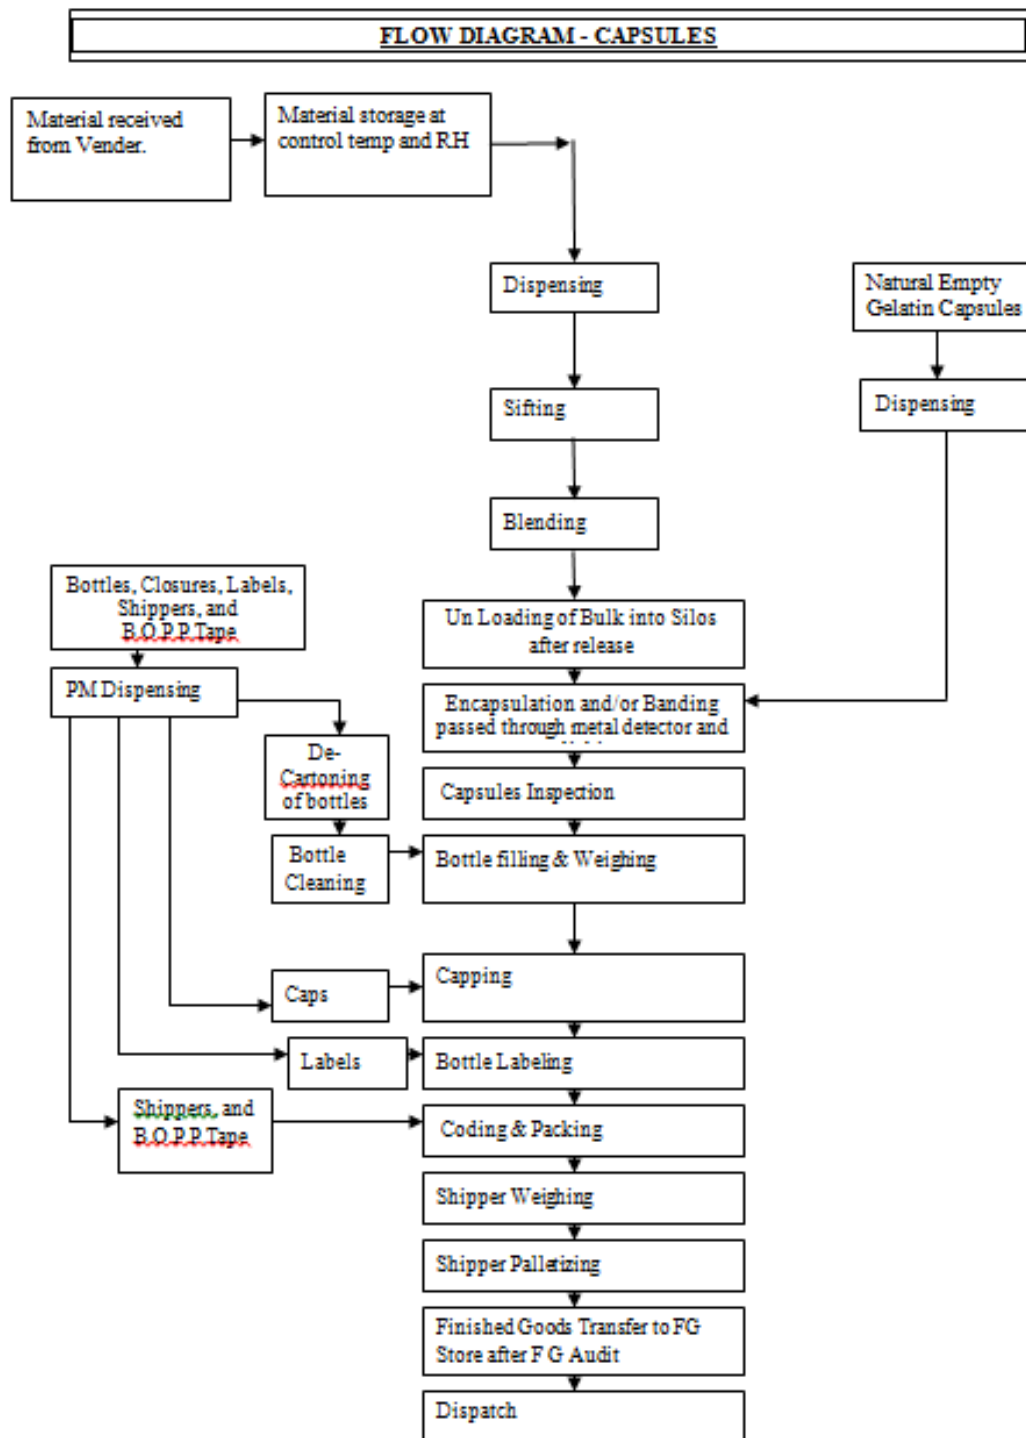 FLOW DIAGRAM - CAPSULES
Material received
from Vender.
Material storage at
control temp and RH
Dispensing
Natural Empty
Gelatin Capsules
Dispensing
Sifting
Blending
Bottles, Closures, Labels,
Shippers, and
B.O.P.P.Tape
Un Loading of Bulk into Silos
after release
PM Dispensing
Encapsulation and/or Banding
passed through metal detector and
De-
Cartoning
of bottles
Capsules Inspection
Bottle
Cleaning
Bottle filling & Weighing
Caps
Capping
Labels
Bottle Labeling
Shippers, and
B.O.P.P.Tape
Coding & Packing
Shipper Weighing
Shipper Palletizing
Finished Goods Transfer to FG
Store after F G Audit
Dispatch